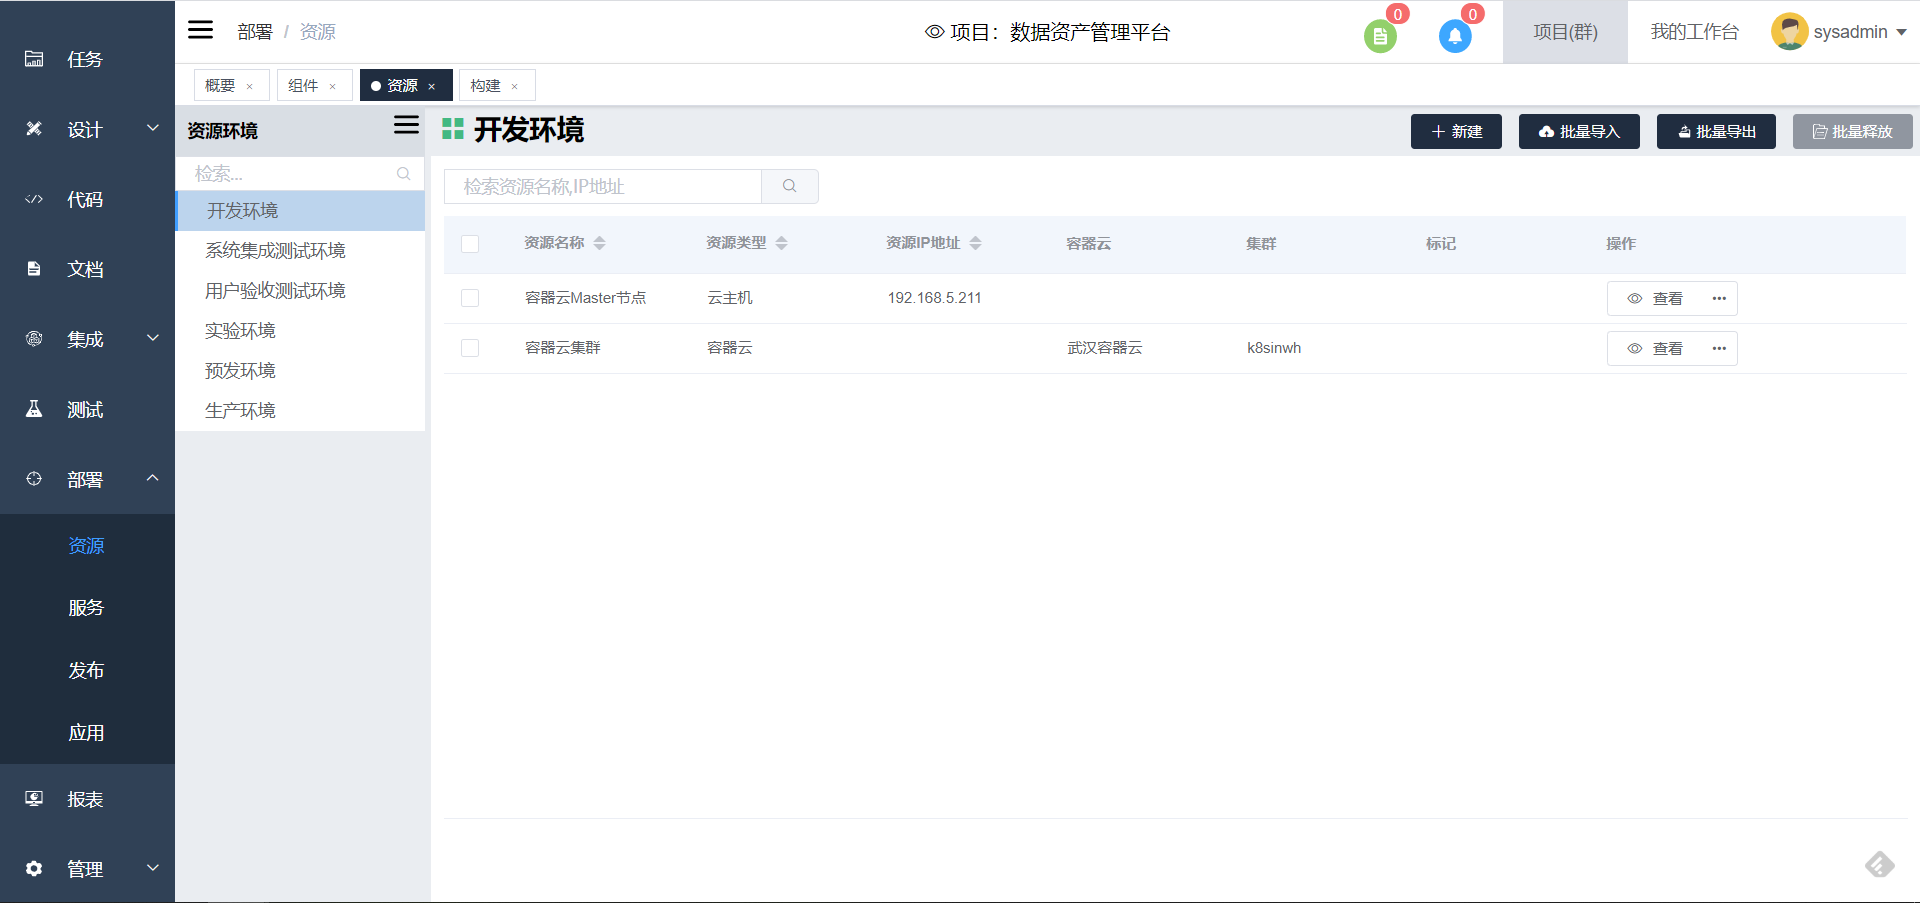 任务
设计
代码
文档
集成
测试
部署
资源
服务
发布
应用
报表
管理
部署 / 资源
项目：数据资产管理平台
0
0
项目(群)
我的工作台
sysadmin
概要 ×
组件 ×
资源 ×
构建 ×
资源环境
检索...
开发环境
系统集成测试环境
用户验收测试环境
实验环境
预发环境
生产环境
开发环境
新建
批量导入
批量导出
批量释放
检索资源名称,IP地址
资源名称 资源类型 资源IP地址 容器云 集群 标记 操作
容器云Master节点 云主机 192.168.5.211 查看 •••
容器云集群 容器云 武汉容器云 k8sinwh 查看 •••